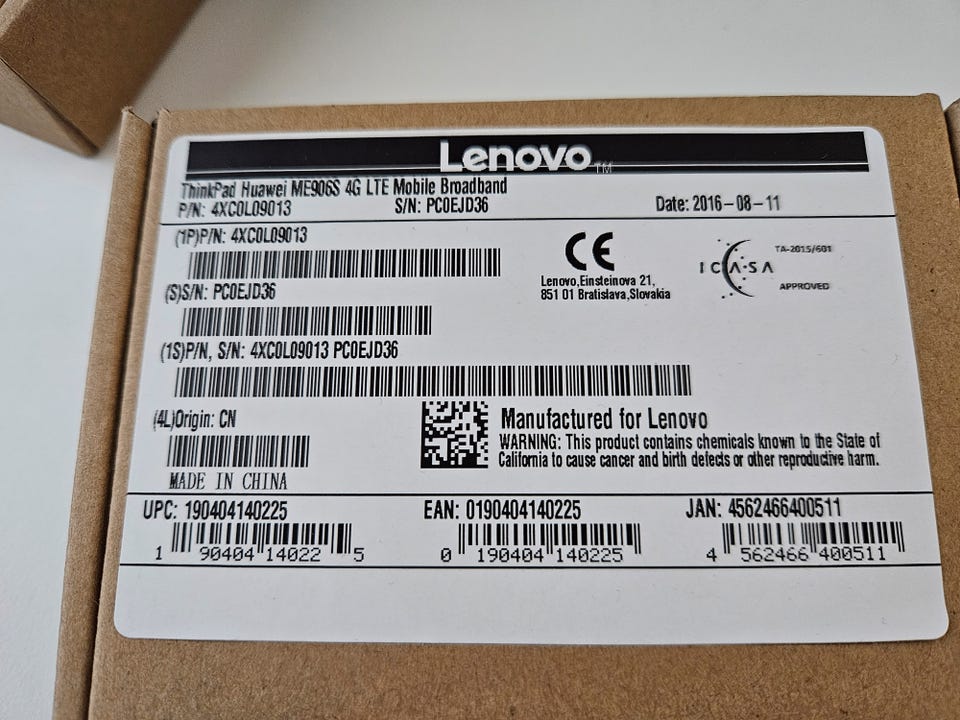 Lenovo™
ThinkPad Huawei ME906S 4G LTE Mobile Broadband
P/N: 4XC0L09013 S/N: PC0EJD36 Date: 2016-08-11
(1P)P/N: 4XC0L09013
(S)S/N: PC0EJD36
(1S)P/N, S/N: 4XC0L09013 PC0EJD36
CE
Lenovo,Einsteinova 21,
851 01 Bratislava,Slovakia
TA-2015/601
ICASA
APPROVED
(4L)Origin: CN
MADE IN CHINA
Manufactured for Lenovo
WARNING: This product contains chemicals known to the State of
California to cause cancer and birth defects or other reproductive harm.
UPC: 190404140225 EAN: 0190404140225 JAN: 4562466400511
1 90404 14022 5 0 190404 140225 4 562466 400511